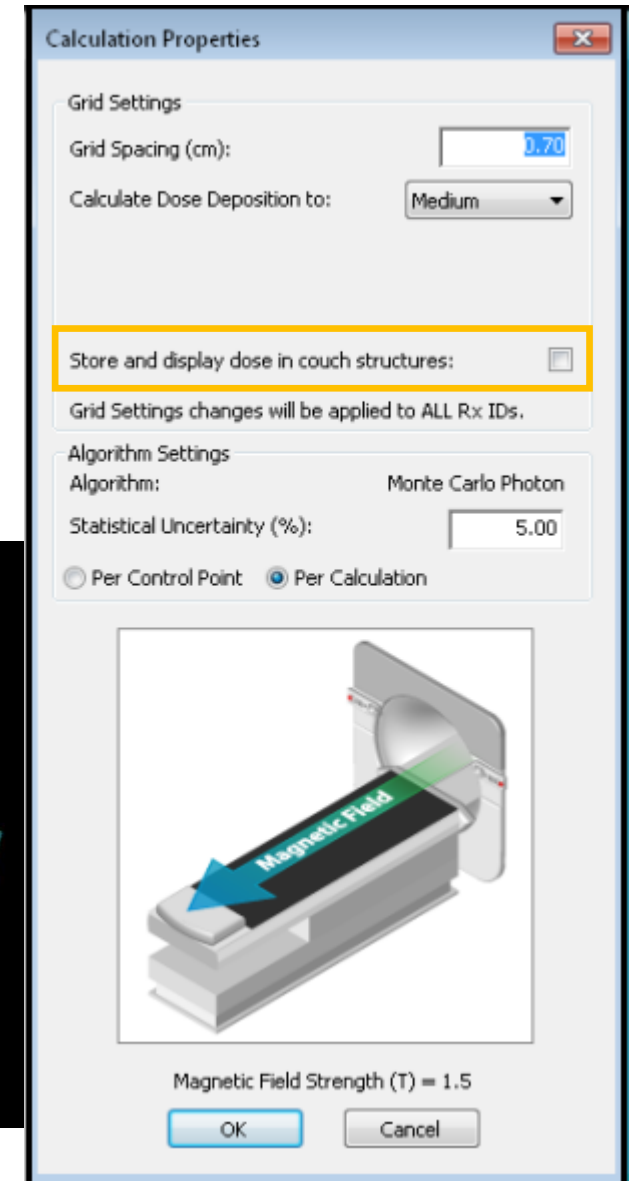 Calculation Properties
Grid Settings
Grid Spacing (cm): 0.70
Calculate Dose Deposition to: Medium
Store and display dose in couch structures:
Grid Settings changes will be applied to ALL Rx IDs.
Algorithm Settings
Algorithm: Monte Carlo Photon
Statistical Uncertainty (%): 5.00
Per Control Point Per Calculation
Magnetic Field
Magnetic Field Strength (T) = 1.5
OK Cancel